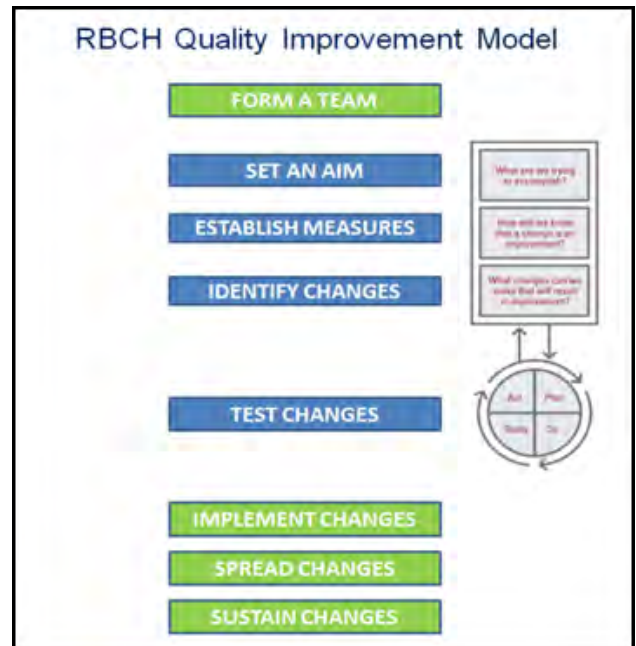 RBCH Quality Improvement Model
FORM A TEAM
SET AN AIM
ESTABLISH MEASURES
IDENTIFY CHANGES
TEST CHANGES
IMPLEMENT CHANGES
SPREAD CHANGES
SUSTAIN CHANGES
What are we trying
to accomplish?
How will we know
that a change is an
improvement?
What changes can we
make that will result
in improvement?
Act Plan
Study Do